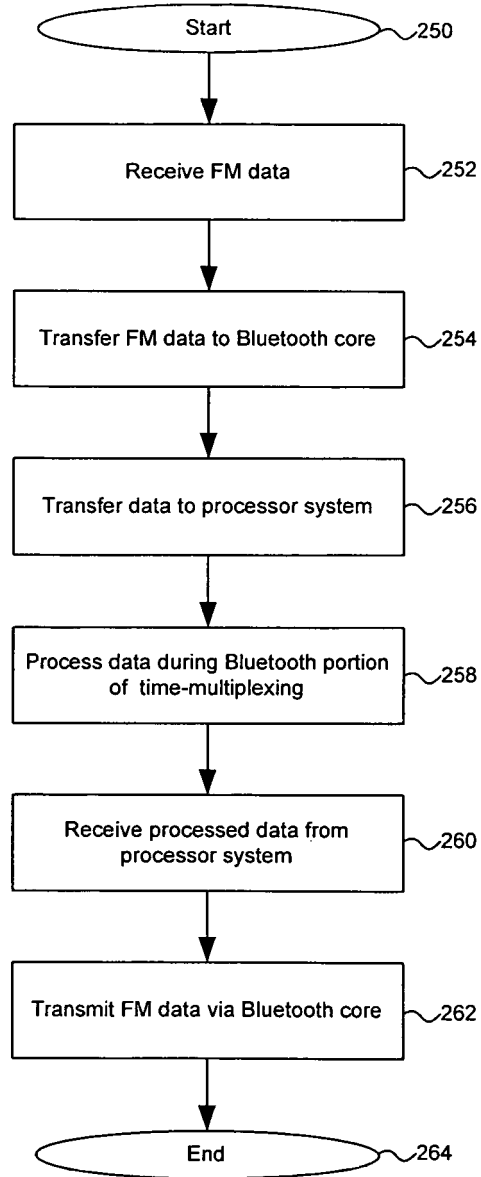 Start
250
Receive FM data
252
Transfer FM data to Bluetooth core
254
Transfer data to processor system
256
Process data during Bluetooth portion
of time-multiplexing
258
Receive processed data from
processor system
260
Transmit FM data via Bluetooth core
262
End
264